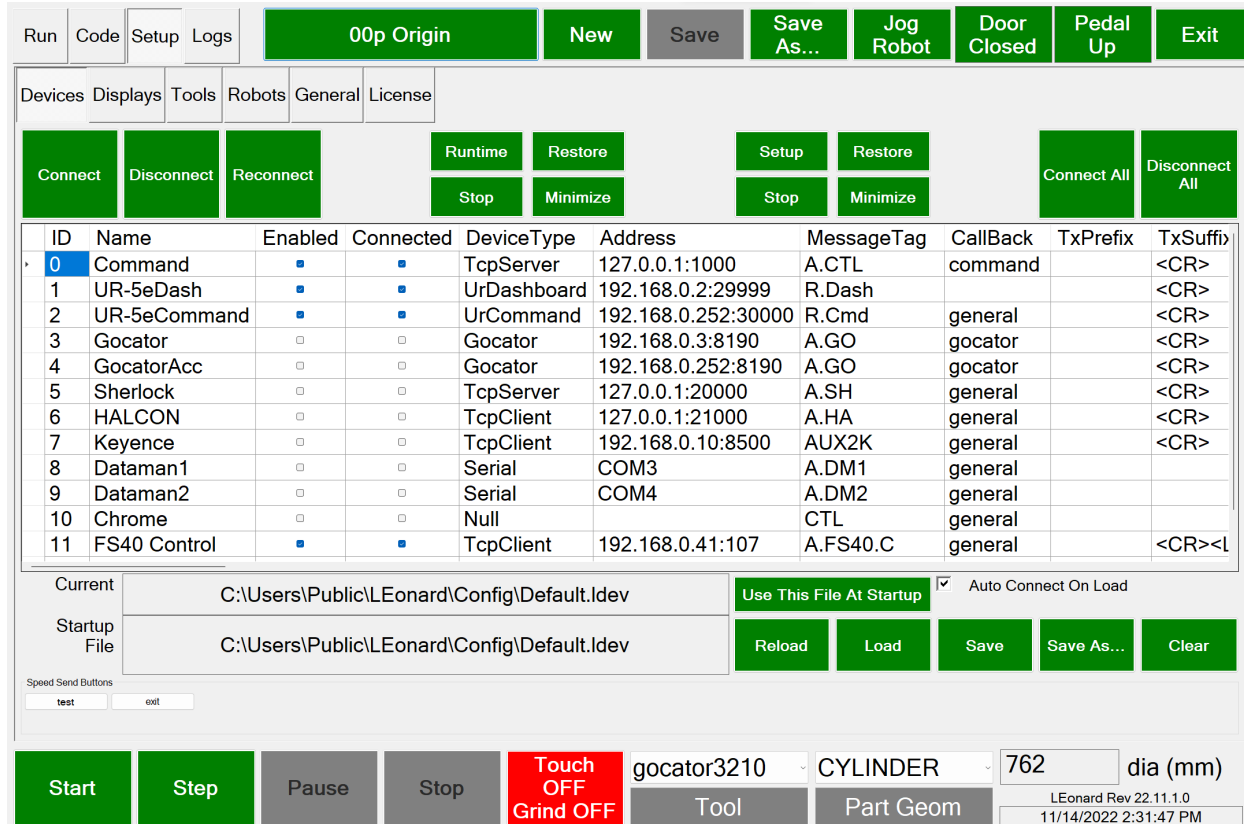 Run Code Setup Logs 00p Origin New Save Save As... Jog Robot Door Closed Pedal Up Exit
Devices Displays Tools Robots General License
Connect Disconnect Reconnect Runtime Restore Setup Restore Connect All Disconnect All
Stop Minimize Stop Minimize
ID Name Enabled Connected DeviceType Address MessageTag CallBack TxPrefix TxSuffix
0 Command TcpServer 127.0.0.1:1000 A.CTL command <CR>
1 UR-5eDash UrDashboard 192.168.0.2:29999 R.Dash <CR>
2 UR-5eCommand UrCommand 192.168.0.252:30000 R.Cmd general <CR>
3 Gocator Gocator 192.168.0.3:8190 A.GO gocator <CR>
4 GocatorAcc Gocator 192.168.0.252:8190 A.GO gocator <CR>
5 Sherlock TcpServer 127.0.0.1:20000 A.SH general <CR>
6 HALCON TcpClient 127.0.0.1:21000 A.HA general <CR>
7 Keyence TcpClient 192.168.0.10:8500 AUX2K general <CR>
8 Dataman1 Serial COM3 A.DM1 general
9 Dataman2 Serial COM4 A.DM2 general
10 Chrome Null CTL general
11 FS40 Control TcpClient 192.168.0.41:107 A.FS40.C general <CR><L
Current C:\Users\Public\LEonard\Config\Default.ldev Use This File At Startup Auto Connect On Load
Startup File C:\Users\Public\LEonard\Config\Default.ldev Reload Load Save Save As... Clear
Speed Send Buttons
test exit
Start Step Pause Stop Touch OFF Grind OFF gocator3210 CYLINDER 762 dia (mm)
Tool Part Geom LEonard Rev 22.11.1.0
11/14/2022 2:31:47 PM